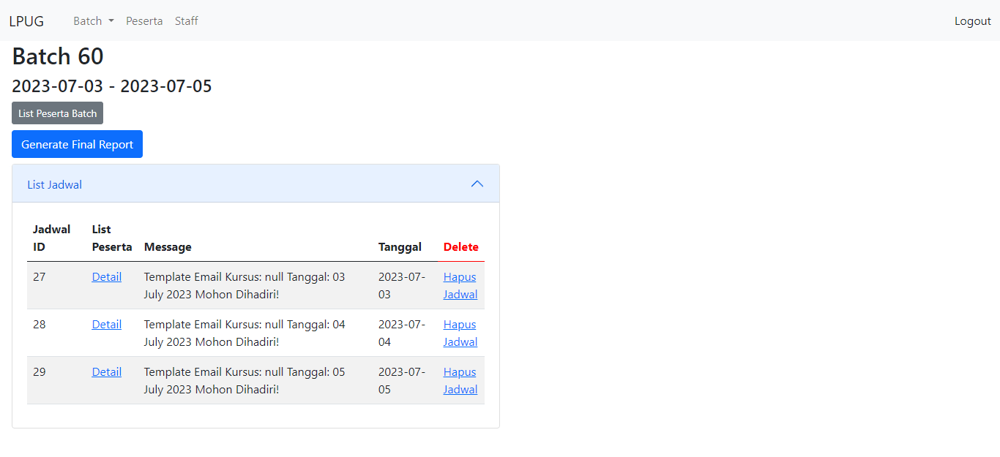 LPUG Batch Peserta Staff Logout
Batch 60
2023-07-03 - 2023-07-05
List Peserta Batch
Generate Final Report
List Jadwal
Jadwal ID List Peserta Message Tanggal Delete
27 Detail Template Email Kursus: null Tanggal: 03 July 2023 Mohon Dihadiri! 2023-07-03 Hapus Jadwal
28 Detail Template Email Kursus: null Tanggal: 04 July 2023 Mohon Dihadiri! 2023-07-04 Hapus Jadwal
29 Detail Template Email Kursus: null Tanggal: 05 July 2023 Mohon Dihadiri! 2023-07-05 Hapus Jadwal